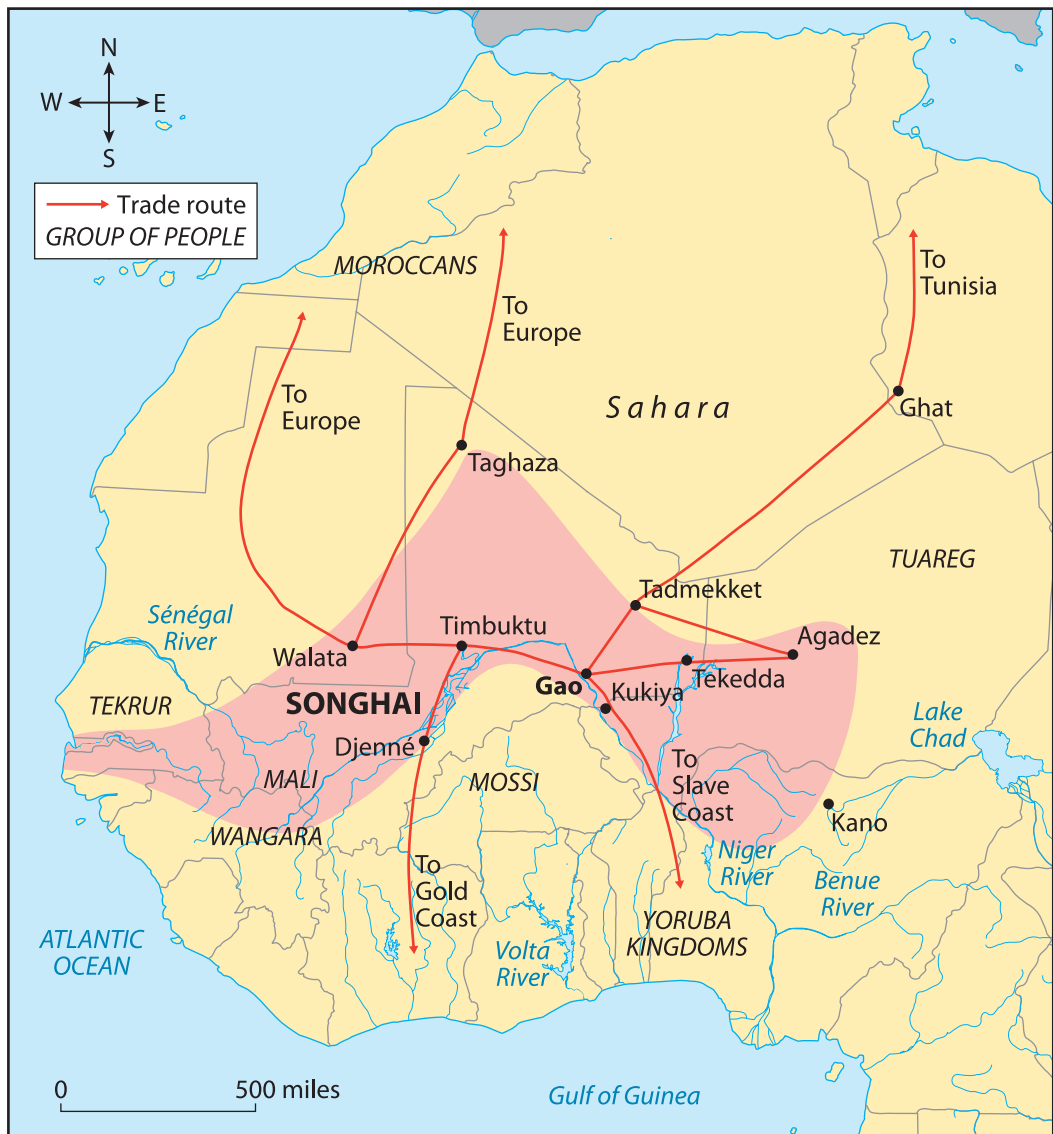 N
W
E
S
Trade route
GROUP OF PEOPLE
MOROCCANS
To
Europe
To
Europe
To
Tunisia
Sahara
Ghat
Taghaza
TUAREG
Tadmekket
Sénégal
River
Walata
Timbuktu
Agadez
Tekedda
Gao
Kukiya
SONGHAI
TEKRUR
Djenné
Lake
Chad
MALI
MOSSI
To
Slave
Coast
WANGARA
Kano
Niger
River
Benue
River
To
Gold
Coast
YORUBA
KINGDOMS
ATLANTIC
OCEAN
Volta
River
0
500 miles
Gulf of Guinea